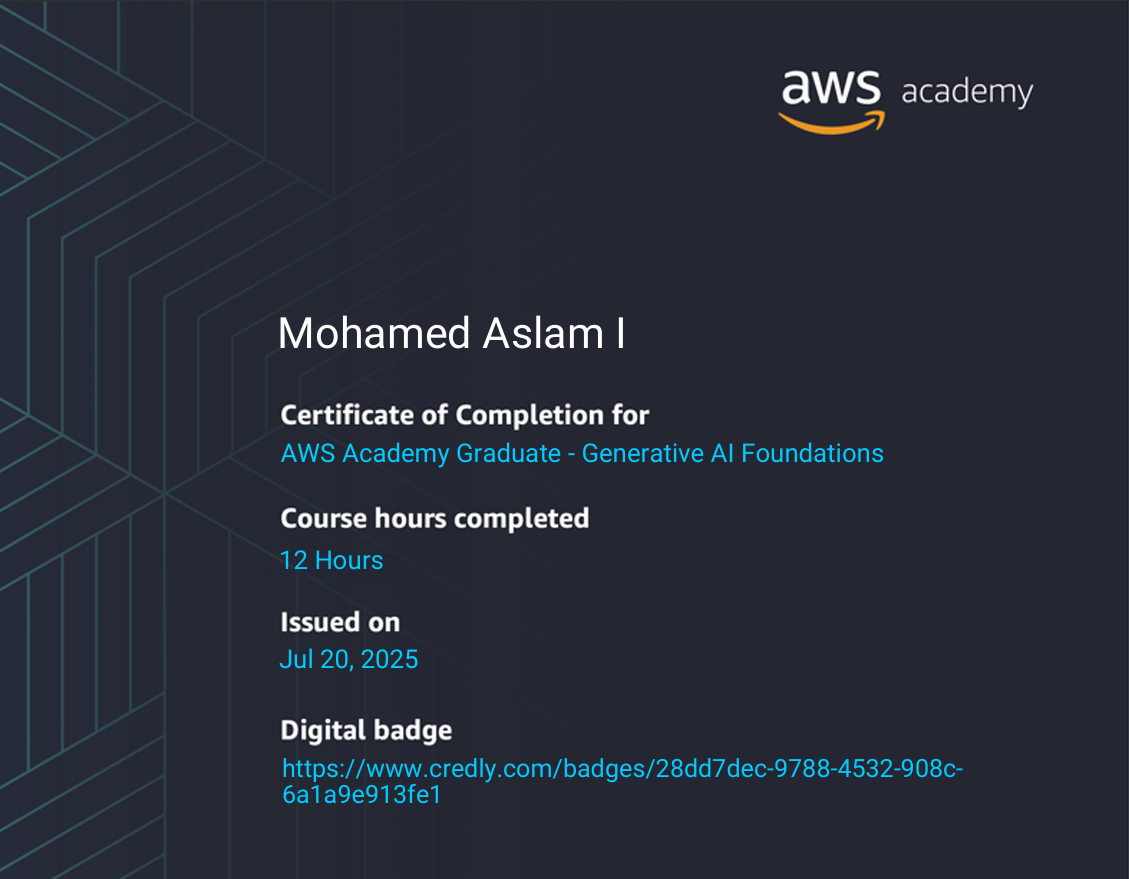 aws academy
Mohamed Aslam I
Certificate of Completion for
AWS Academy Graduate - Generative AI Foundations
Course hours completed
12 Hours
Issued on
Jul 20, 2025
Digital badge
https://www.credly.com/badges/28dd7dec-9788-4532-908c-
6a1a9e913fe1